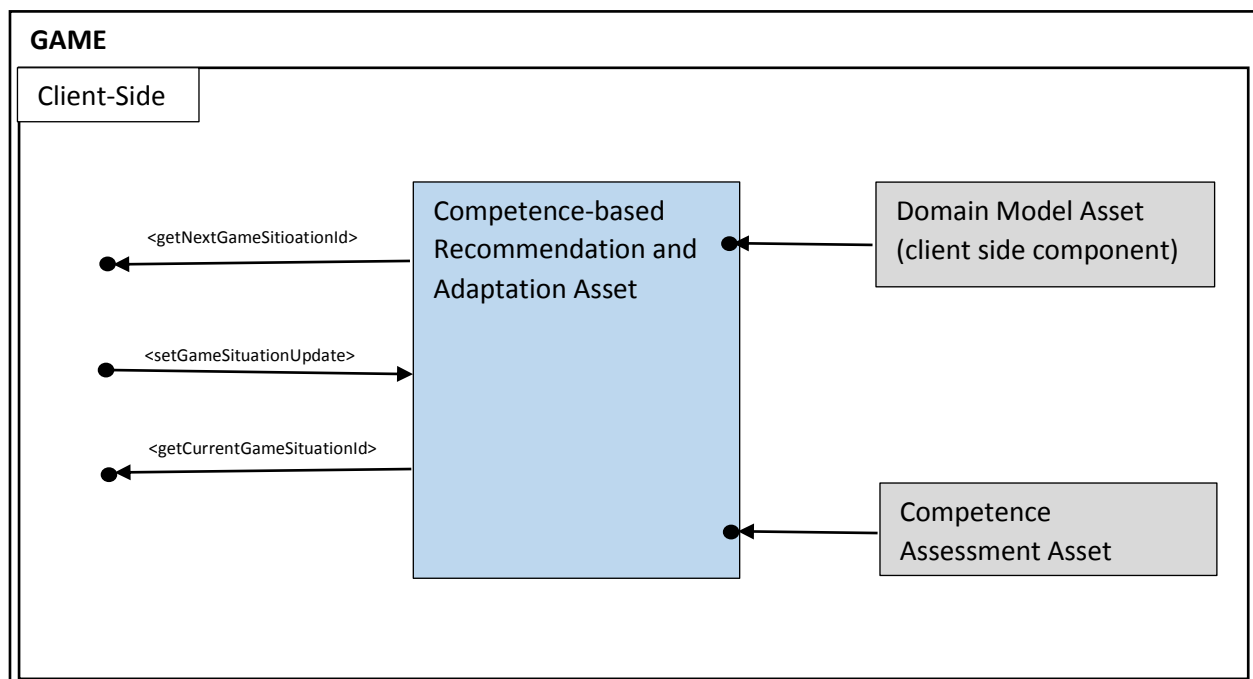 GAME
Client-Side
<getNextGameSitioationId>
<setGameSituationUpdate>
<getCurrentGameSituationId>
Competence-based
Recommendation and
Adaptation Asset
Domain Model Asset
(client side component)
Competence
Assessment Asset